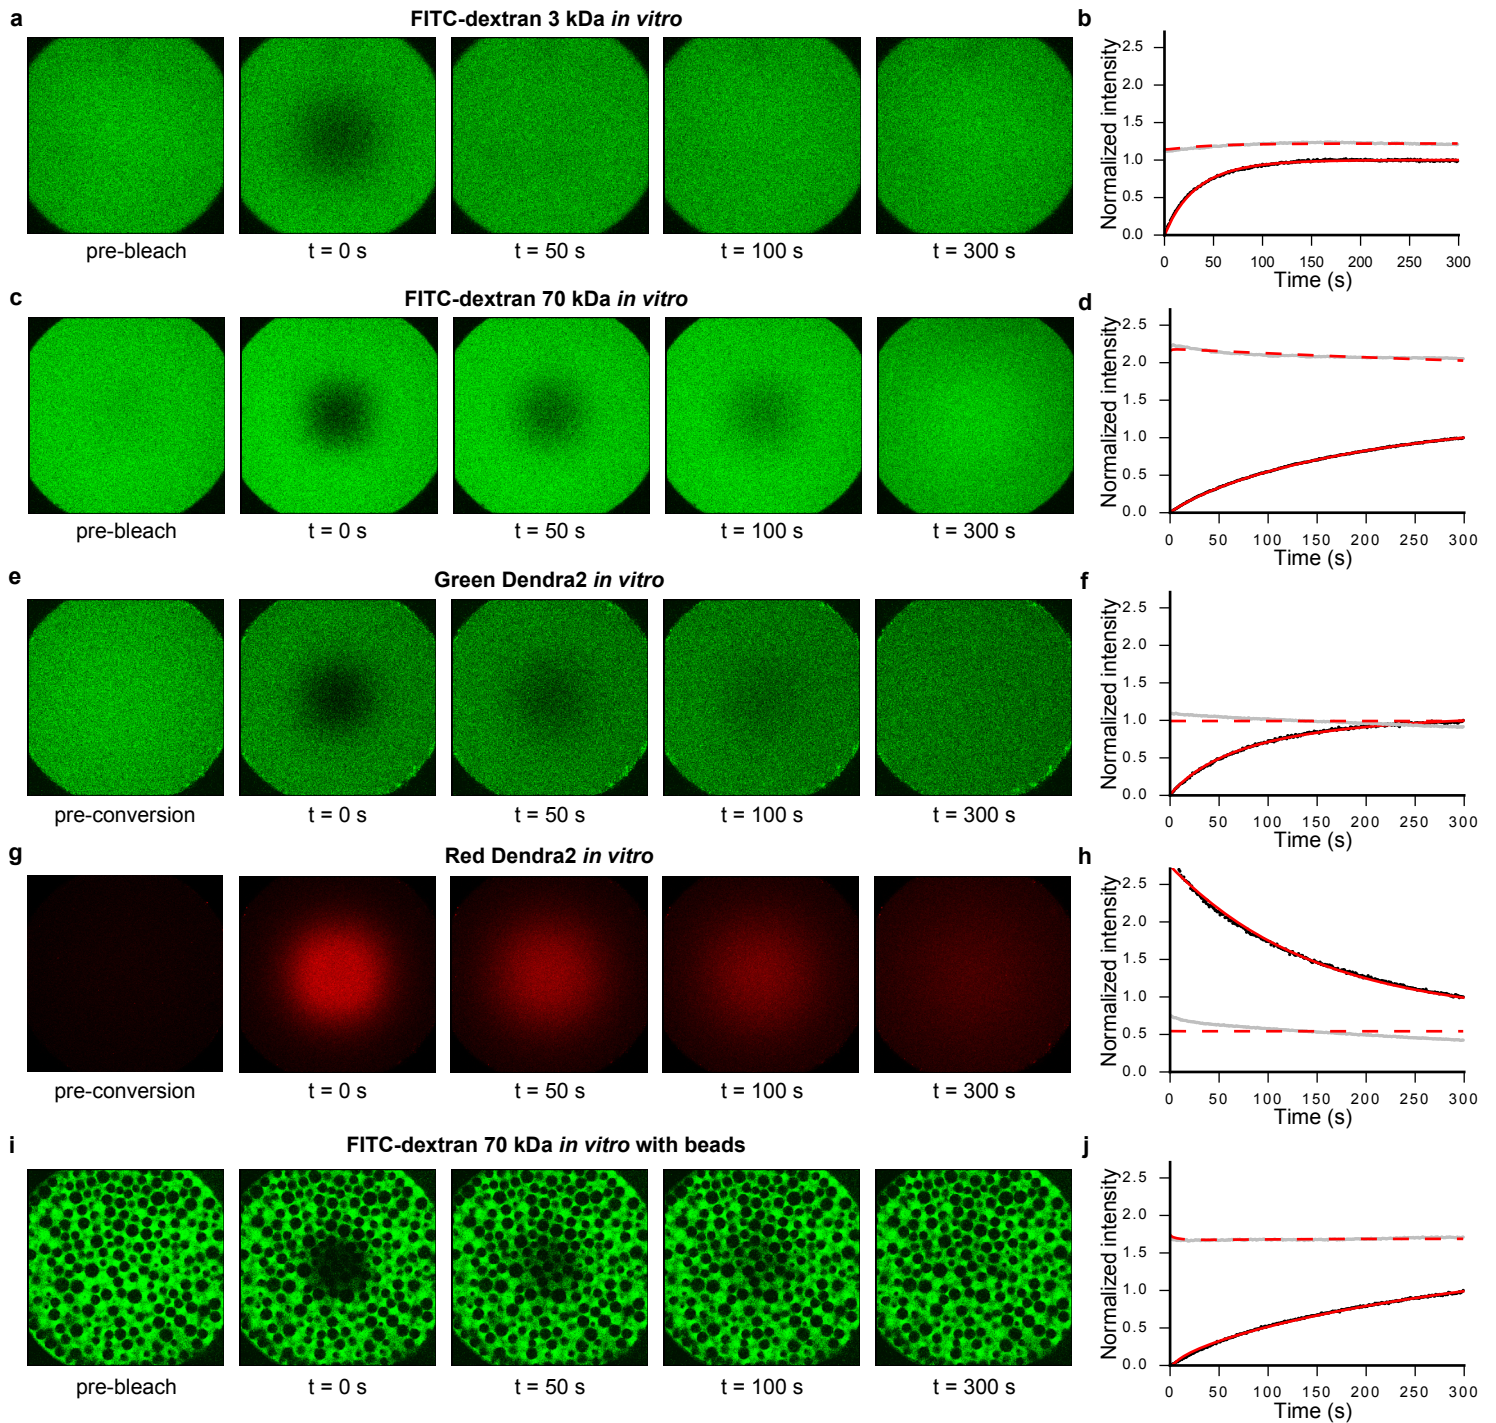 a
FITC-dextran 3 kDa in vitro
pre-bleach
t = 0 s
t = 50 s
t = 100 s
t = 300 s
b
Normalized intensity
2.5
2.0
1.5
1.0
0.5
0.0
0 50 100 150 200 250 300
Time (s)
c
FITC-dextran 70 kDa in vitro
pre-bleach
t = 0 s
t = 50 s
t = 100 s
t = 300 s
d
Normalized intensity
2.5
2.0
1.5
1.0
0.5
0.0
0 50 100 150 200 250 300
Time (s)
e
Green Dendra2 in vitro
pre-conversion
t = 0 s
t = 50 s
t = 100 s
t = 300 s
f
Normalized intensity
2.5
2.0
1.5
1.0
0.5
0.0
0 50 100 150 200 250 300
Time (s)
g
Red Dendra2 in vitro
pre-conversion
t = 0 s
t = 50 s
t = 100 s
t = 300 s
h
Normalized intensity
2.5
2.0
1.5
1.0
0.5
0.0
0 50 100 150 200 250 300
Time (s)
i
FITC-dextran 70 kDa in vitro with beads
pre-bleach
t = 0 s
t = 50 s
t = 100 s
t = 300 s
j
Normalized intensity
2.5
2.0
1.5
1.0
0.5
0.0
0 50 100 150 200 250 300
Time (s)